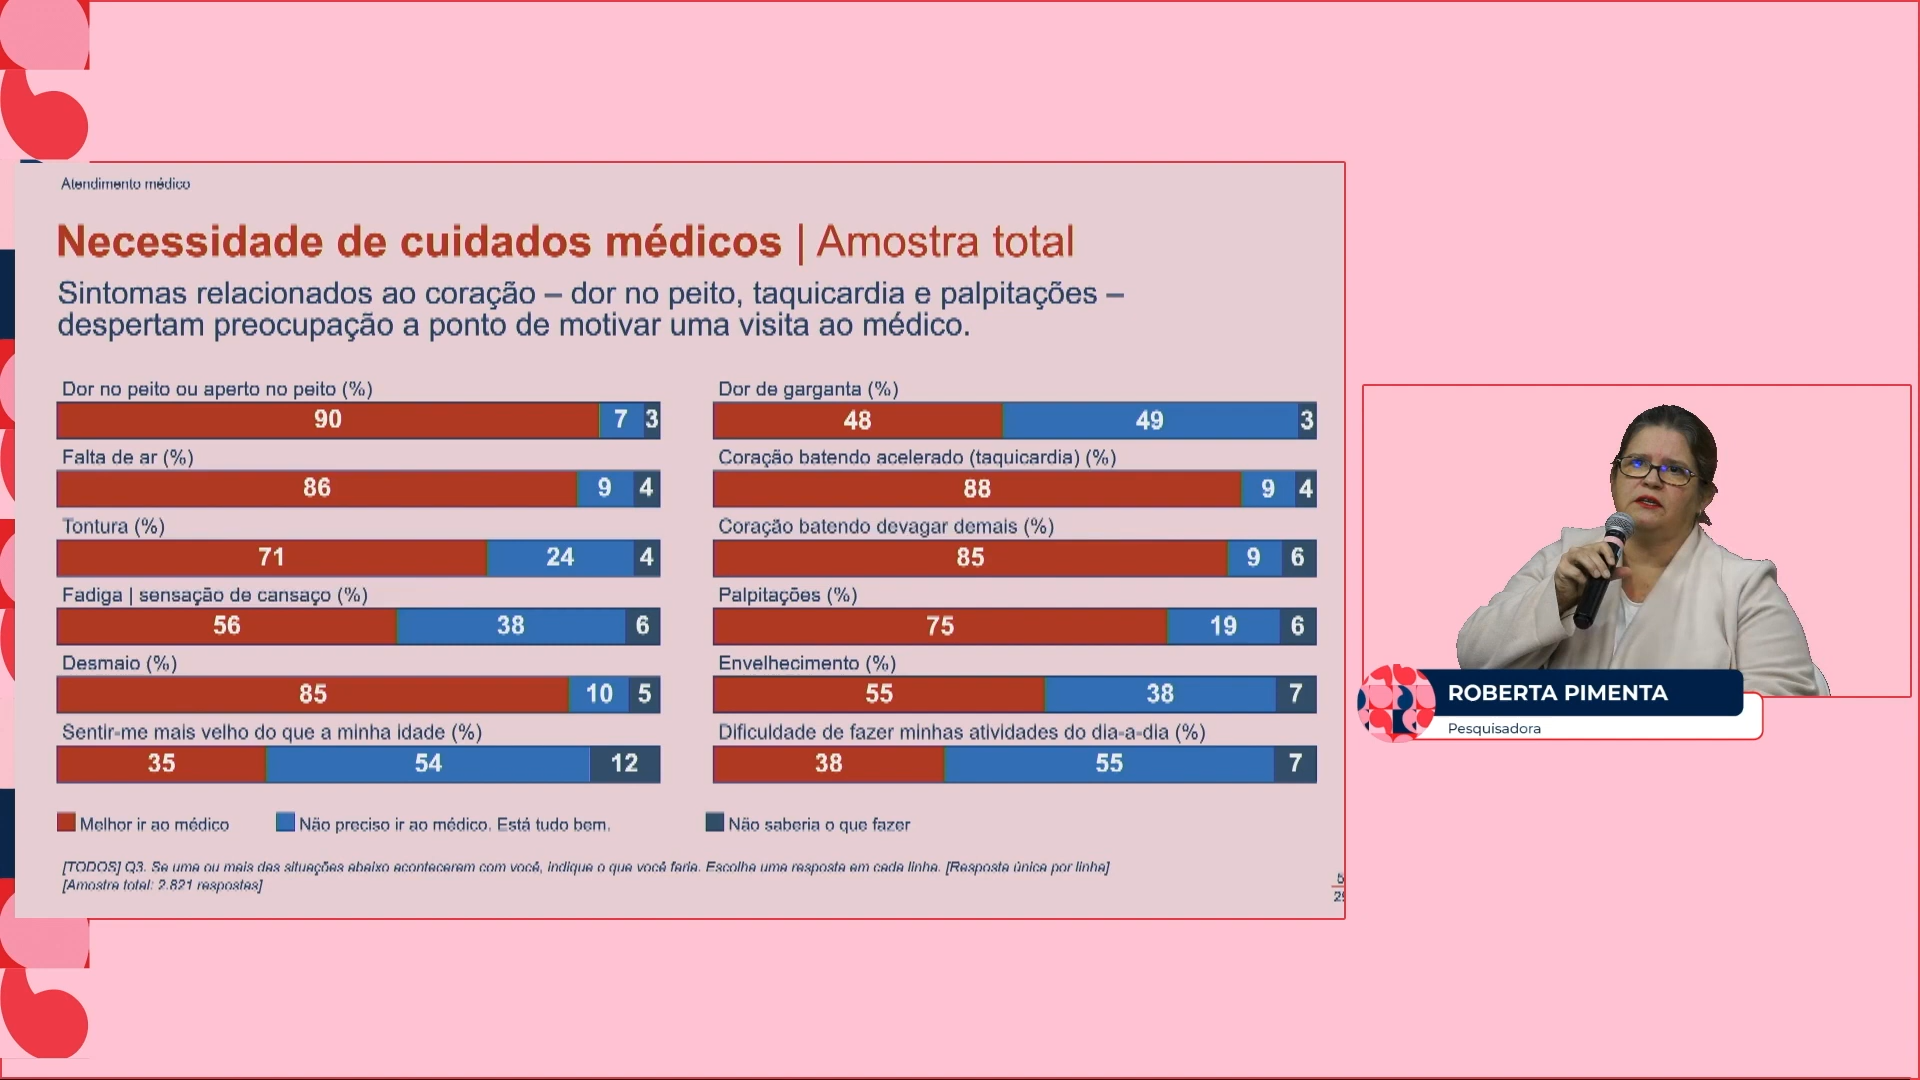 Atendimento médico
Necessidade de cuidados médicos | Amostra total
Sintomas relacionados ao coração – dor no peito, taquicardia e palpitações –
despertam preocupação a ponto de motivar uma visita ao médico.
Dor no peito ou aperto no peito (%)
90 7 3
Falta de ar (%)
86 9 4
Tontura (%)
71 24 4
Fadiga | sensação de cansaço (%)
56 38 6
Desmaio (%)
85 10 5
Sentir-me mais velho do que a minha idade (%)
35 54 12
Dor de garganta (%)
48 49 3
Coração batendo acelerado (taquicardia) (%)
88 9 4
Coração batendo devagar demais (%)
85 9 6
Palpitações (%)
75 19 6
Envelhecimento (%)
55 38 7
Dificuldade de fazer minhas atividades do dia-a-dia (%)
38 55 7
Melhor ir ao médico Não preciso ir ao médico. Está tudo bem. Não saberia o que fazer
[TODOS] Q3. Se uma ou mais das situações abaixo acontecerem com você, indique o que você faria. Escolha uma resposta em cada linha. [Resposta única por linha]
[Amostra total: 2.821 respostas]
ROBERTA PIMENTA
Pesquisadora